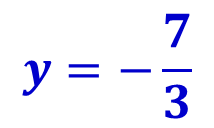 y = −7/3